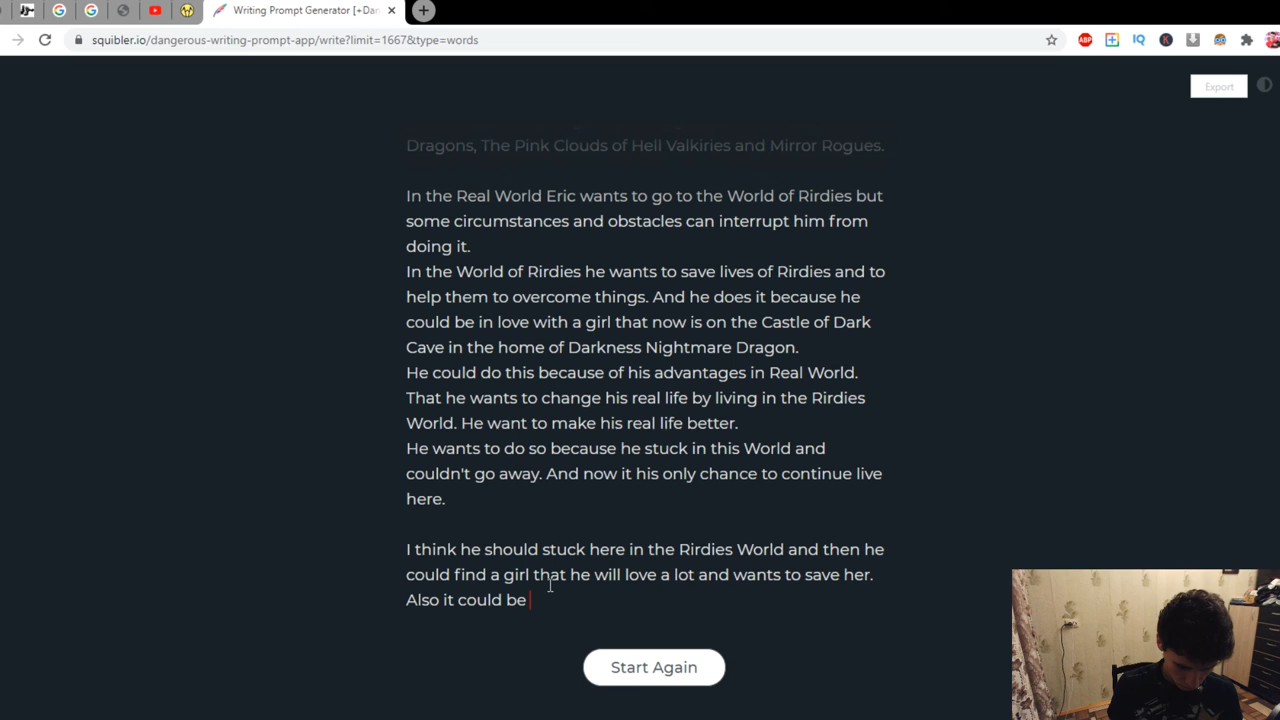 Writing Prompt Generator [+Dan
squibler.io/dangerous-writing-prompt-app/write?limit=1667&type=words
ABP
IQ
K
Export
Dragons, The Pink Clouds of Hell Valkiries and Mirror Rogues.
In the Real World Eric wants to go to the World of Rirdies but
some circumstances and obstacles can interrupt him from
doing it.
In the World of Rirdies he wants to save lives of Rirdies and to
help them to overcome things. And he does it because he
could be in love with a girl that now is on the Castle of Dark
Cave in the home of Darkness Nightmare Dragon.
He could do this because of his advantages in Real World.
That he wants to change his real life by living in the Rirdies
World. He want to make his real life better.
He wants to do so because he stuck in this World and
couldn't go away. And now it his only chance to continue live
here.
I think he should stuck here in the Rirdies World and then he
could find a girl that he will love a lot and wants to save her.
Also it could be
Start Again